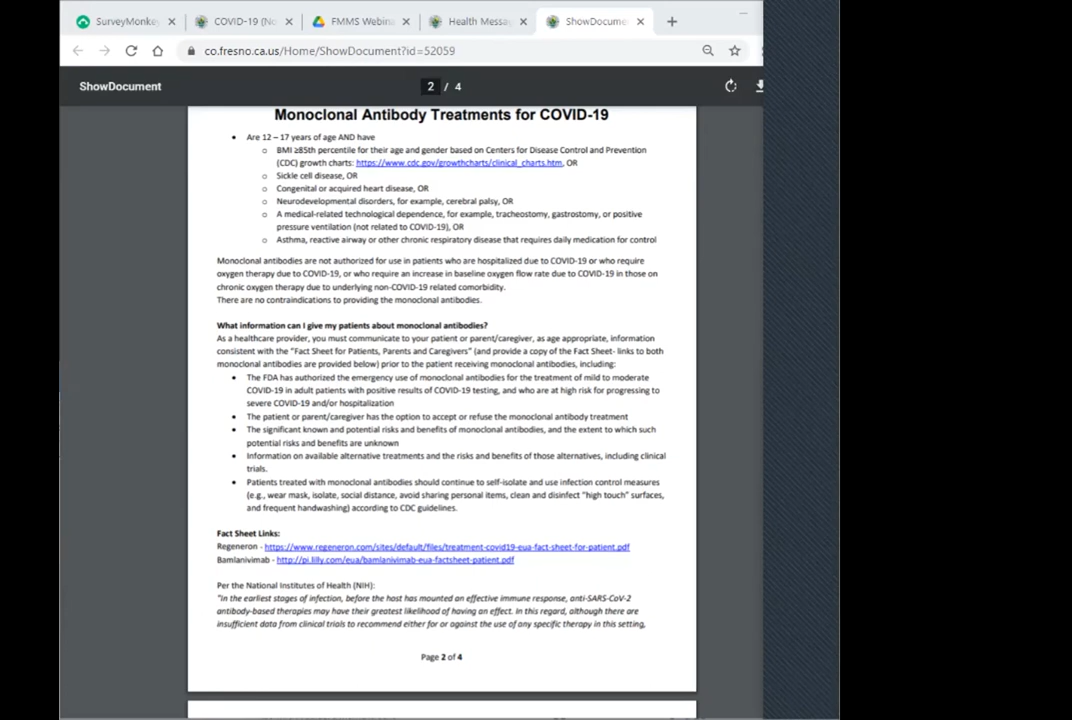 SurveyMonkey
COVID-19 (No
FMMS Webina
Health Messa
ShowDocume
co.fresno.ca.us/Home/ShowDocument?id=52059
ShowDocument
2 / 4
Monoclonal Antibody Treatments for COVID-19
• Are 12 – 17 years of age AND have
o BMI ≥85th percentile for their age and gender based on Centers for Disease Control and Prevention
(CDC) growth charts: https://www.cdc.gov/growthcharts/clinical_charts.htm, OR
o Sickle cell disease, OR
o Congenital or acquired heart disease, OR
o Neurodevelopmental disorders, for example, cerebral palsy, OR
o A medical-related technological dependence, for example, tracheostomy, gastrostomy, or positive
pressure ventilation (not related to COVID-19), OR
o Asthma, reactive airway or other chronic respiratory disease that requires daily medication for control
Monoclonal antibodies are not authorized for use in patients who are hospitalized due to COVID-19 or who require
oxygen therapy due to COVID-19, or who require an increase in baseline oxygen flow rate due to COVID-19 in those on
chronic oxygen therapy due to underlying non-COVID-19 related comorbidity.
There are no contraindications to providing the monoclonal antibodies.
What information can I give my patients about monoclonal antibodies?
As a healthcare provider, you must communicate to your patient or parent/caregiver, as age appropriate, information
consistent with the "Fact Sheet for Patients, Parents and Caregivers" (and provide a copy of the Fact Sheet- links to both
monoclonal antibodies are provided below) prior to the patient receiving monoclonal antibodies, including:
• The FDA has authorized the emergency use of monoclonal antibodies for the treatment of mild to moderate
COVID-19 in adult patients with positive results of COVID-19 testing, and who are at high risk for progressing to
severe COVID-19 and/or hospitalization
• The patient or parent/caregiver has the option to accept or refuse the monoclonal antibody treatment
• The significant known and potential risks and benefits of monoclonal antibodies, and the extent to which such
potential risks and benefits are unknown
• Information on available alternative treatments and the risks and benefits of those alternatives, including clinical
trials.
• Patients treated with monoclonal antibodies should continue to self-isolate and use infection control measures
(e.g., wear mask, isolate, social distance, avoid sharing personal items, clean and disinfect "high touch" surfaces,
and frequent handwashing) according to CDC guidelines.
Fact Sheet Links:
Regeneron - https://www.regeneron.com/sites/default/files/treatment-covid19-eua-fact-sheet-for-patient.pdf
Bamlanivimab - http://pi.lilly.com/eua/bamlanivimab-eua-factsheet-patient.pdf
Per the National Institutes of Health (NIH):
"In the earliest stages of infection, before the host has mounted an effective immune response, anti-SARS-CoV-2
antibody-based therapies may have their greatest likelihood of having an effect. In this regard, although there are
insufficient data from clinical trials to recommend either for or against the use of any specific therapy in this setting,
Page 2 of 4